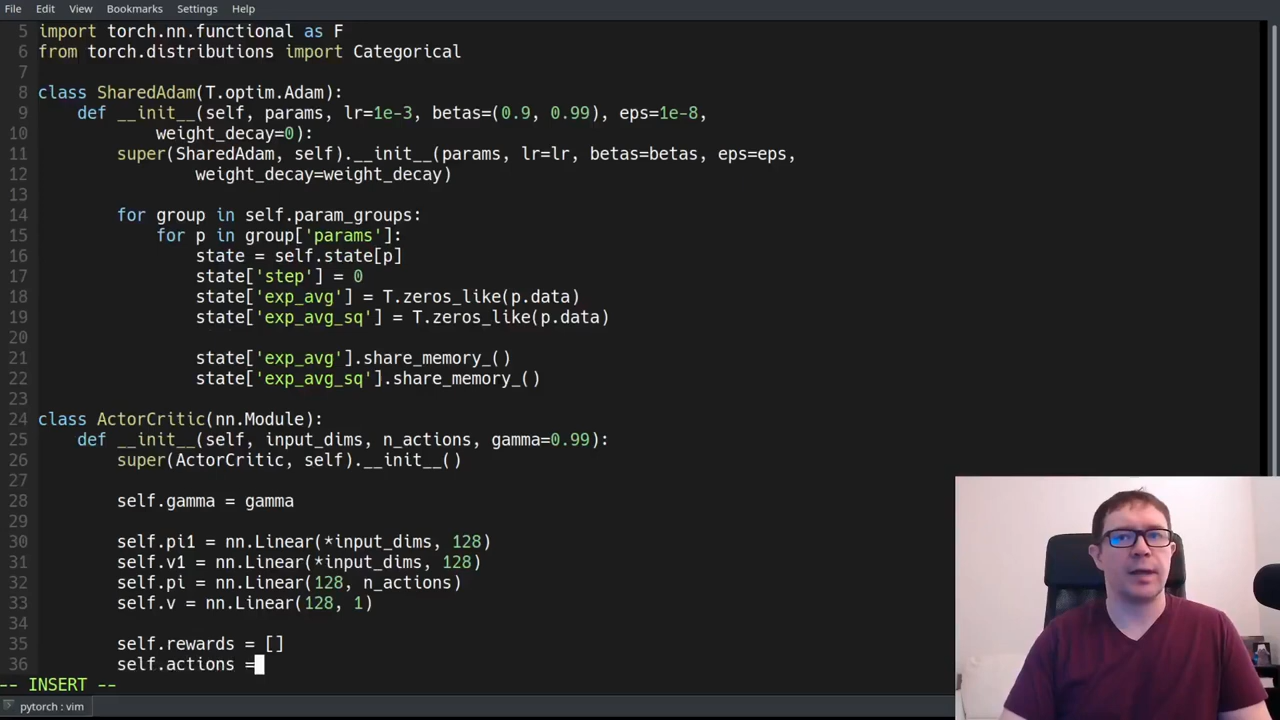 File Edit View Bookmarks Settings Help
5 import torch.nn.functional as F
6 from torch.distributions import Categorical
7
8 class SharedAdam(T.optim.Adam):
9     def __init__(self, params, lr=1e-3, betas=(0.9, 0.99), eps=1e-8,
10             weight_decay=0):
11         super(SharedAdam, self).__init__(params, lr=lr, betas=betas, eps=eps,
12                 weight_decay=weight_decay)
13
14         for group in self.param_groups:
15             for p in group['params']:
16                 state = self.state[p]
17                 state['step'] = 0
18                 state['exp_avg'] = T.zeros_like(p.data)
19                 state['exp_avg_sq'] = T.zeros_like(p.data)
20
21                 state['exp_avg'].share_memory_()
22                 state['exp_avg_sq'].share_memory_()
23
24 class ActorCritic(nn.Module):
25     def __init__(self, input_dims, n_actions, gamma=0.99):
26         super(ActorCritic, self).__init__()
27
28         self.gamma = gamma
29
30         self.pi1 = nn.Linear(*input_dims, 128)
31         self.v1 = nn.Linear(*input_dims, 128)
32         self.pi = nn.Linear(128, n_actions)
33         self.v = nn.Linear(128, 1)
34
35         self.rewards = []
36         self.actions =
-- INSERT --
pytorch : vim